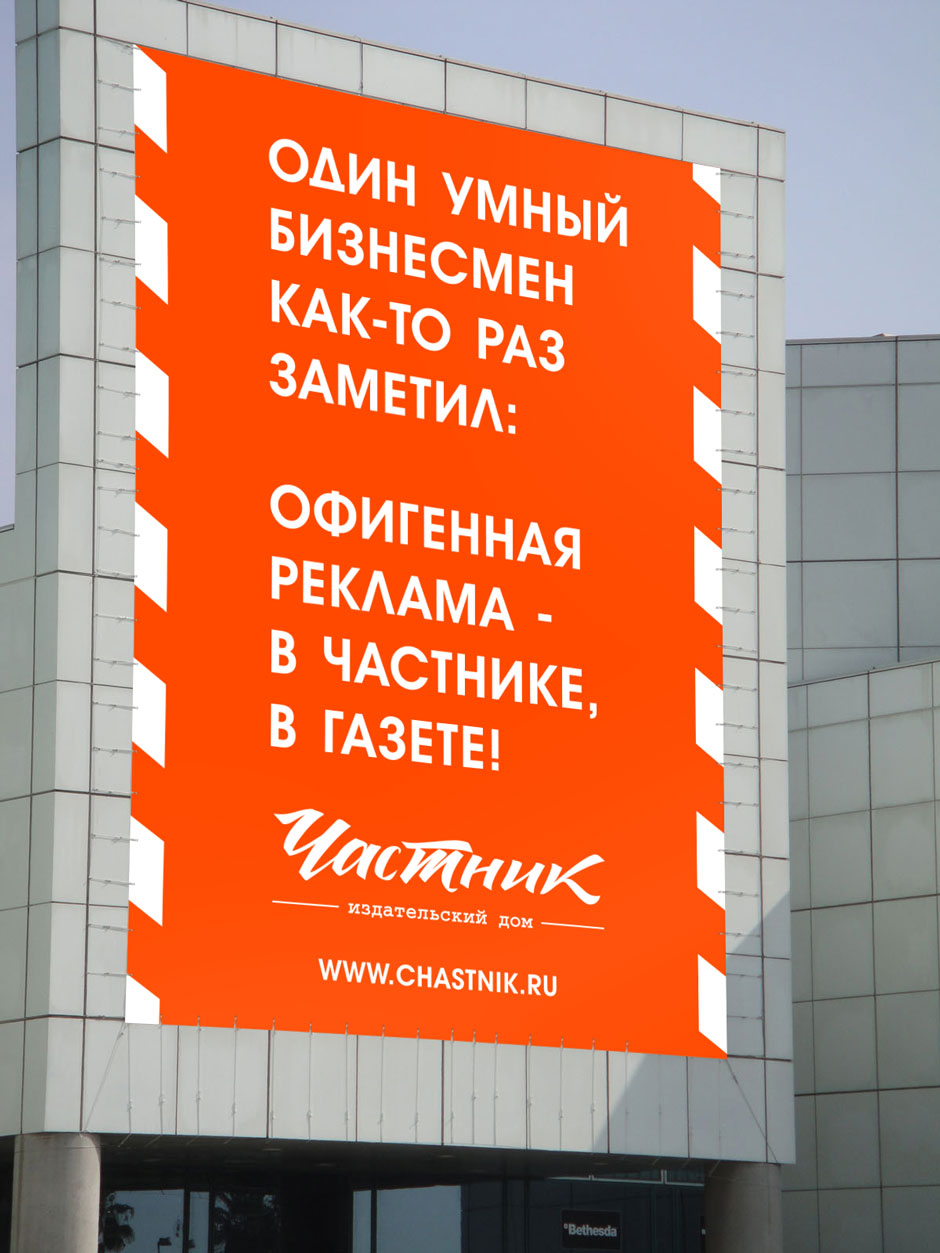 ОДИН УМНЫЙ
БИЗНЕСМЕН
КАК-ТО РАЗ
ЗАМЕТИЛ:
ОФИГЕННАЯ
РЕКЛАМА -
В ЧАСТНИКЕ,
В ГАЗЕТЕ!
Частник
издательский дом
WWW.CHASTNIK.RU
Bethesda